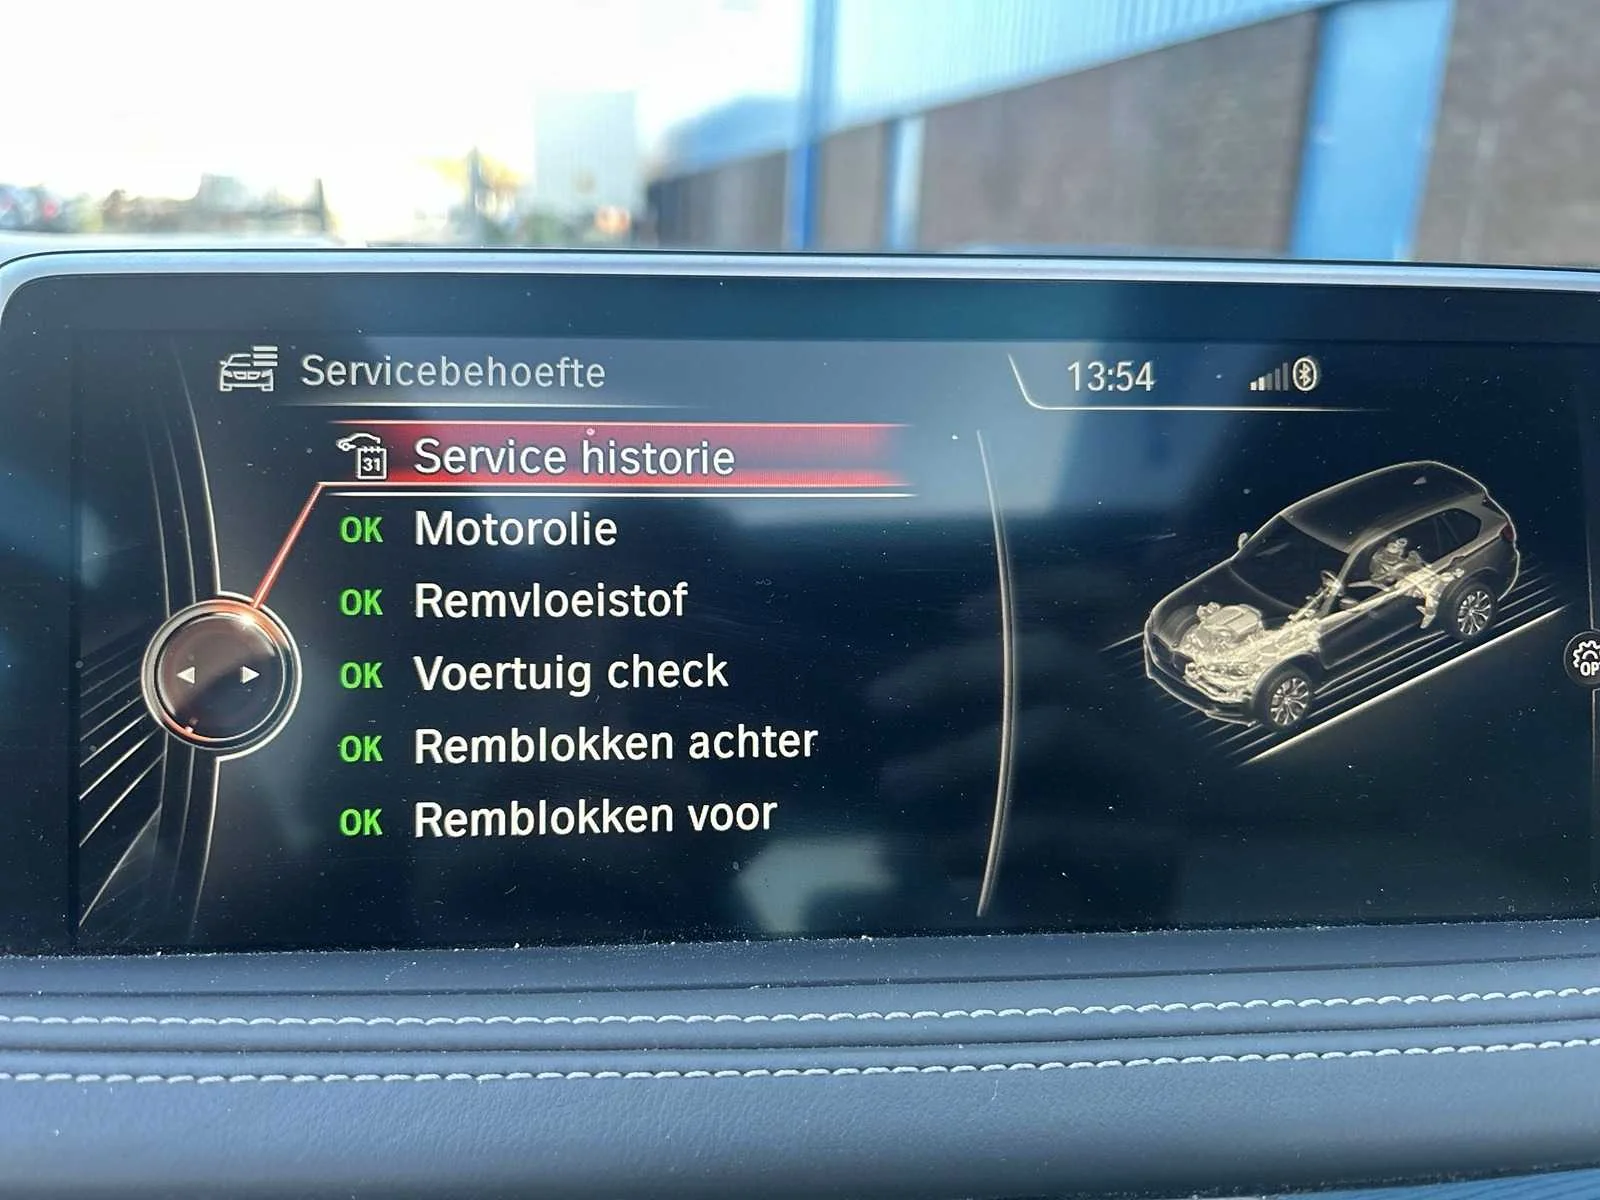 Servicebehoefte
13:54
31 Service historie
OK Motorolie
OK Remvloeistof
OK Voertuig check
OK Remblokken achter
OK Remblokken voor